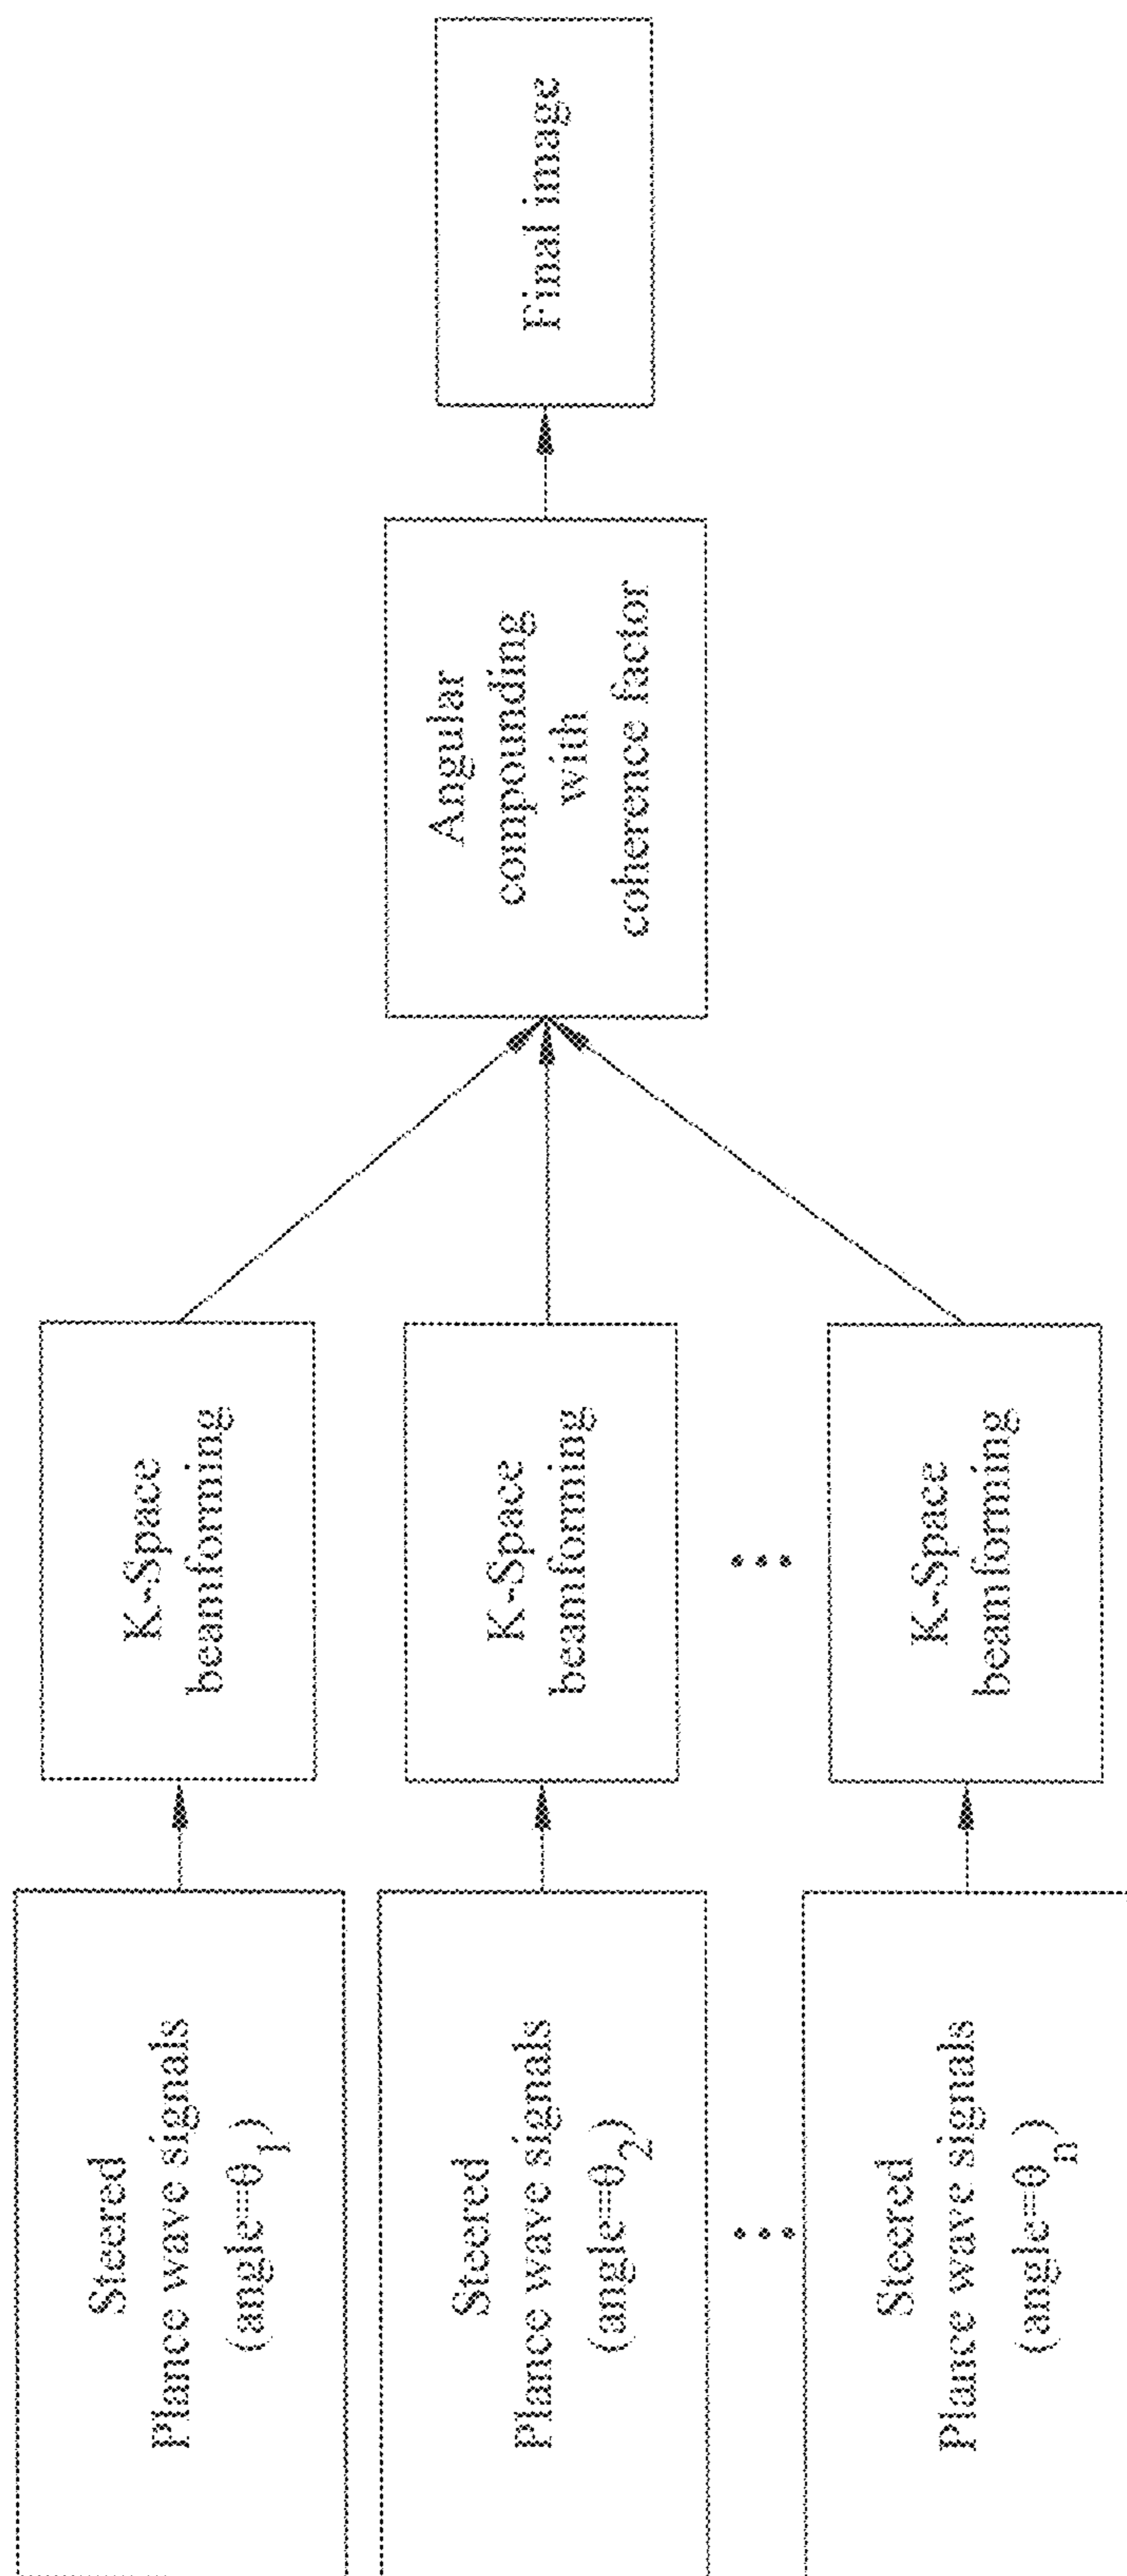 Steered
Plance wave signals
(angle=θ1)
K-Space
beamforming
Steered
Plance wave signals
(angle=θ2)
K-Space
beamforming
...
...
Steered
Plance wave signals
(angle=θn)
K-Space
beamforming
Angular
compounding
with
coherence factor
Final image